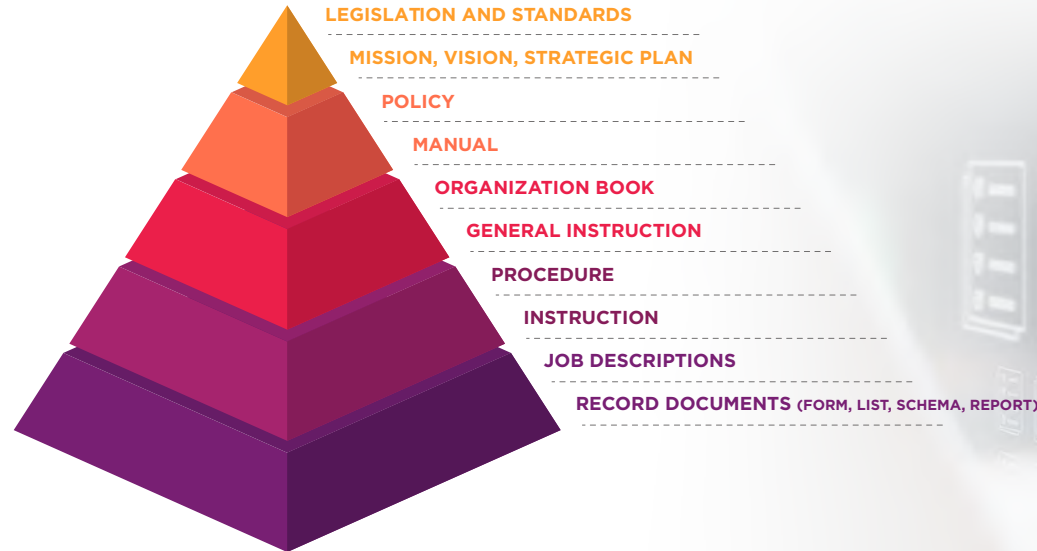 LEGISLATION AND STANDARDS
MISSION, VISION, STRATEGIC PLAN
POLICY
MANUAL
ORGANIZATION BOOK
GENERAL INSTRUCTION
PROCEDURE
INSTRUCTION
JOB DESCRIPTIONS
RECORD DOCUMENTS (FORM, LIST, SCHEMA, REPORT)